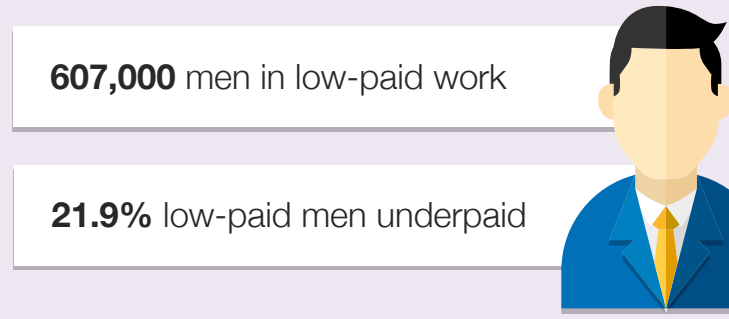 607,000 men in low-paid work
21.9% low-paid men underpaid